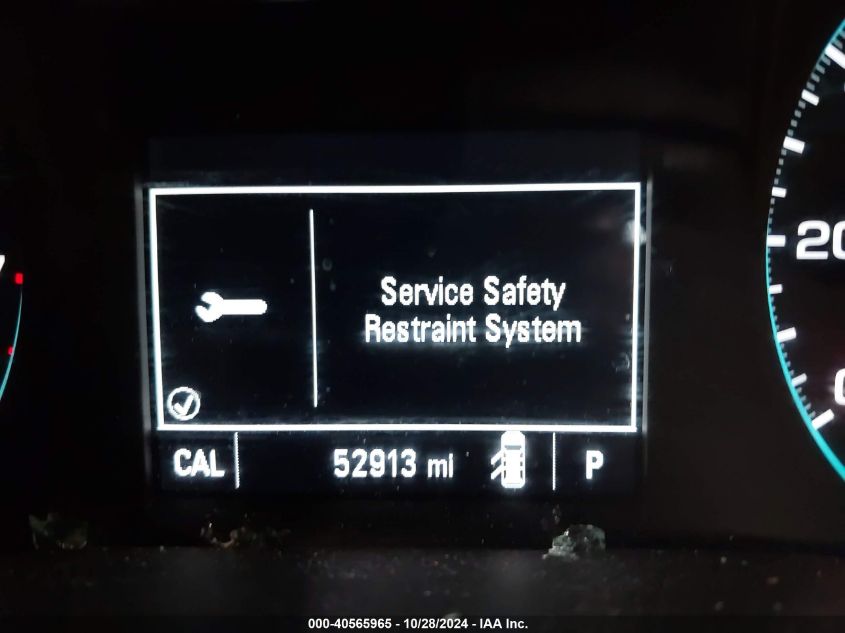 20
Service Safety
Restraint System
CAL 52913 mi P
000-40565965 - 10/28/2024 - IAA Inc.